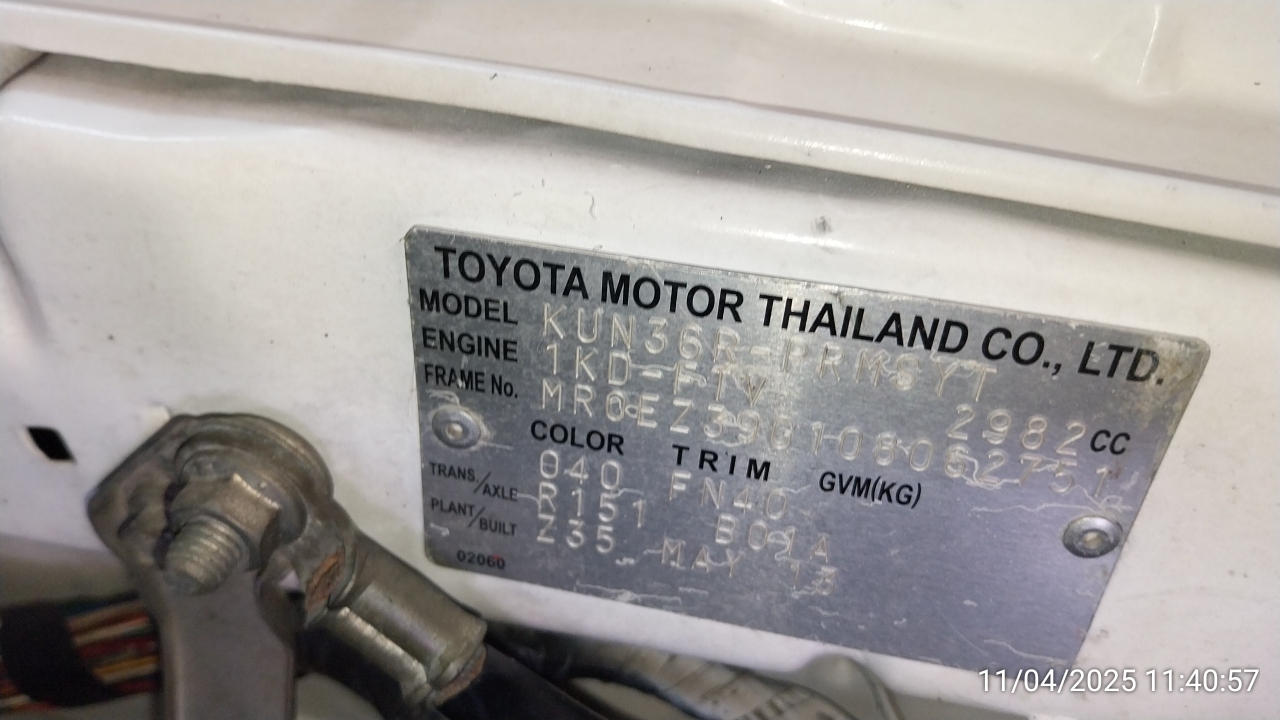 TOYOTA MOTOR THAILAND CO., LTD.
MODEL KUN36R-PRMSYT
ENGINE 1KD-FTV 2982 CC
FRAME No.
COLOR TRIM GVM(KG)
040 FN40
TRANS./AXLE R151 B01A
PLANT/BUILT Z35 MAY 13
02060
11/04/2025 11:40:57